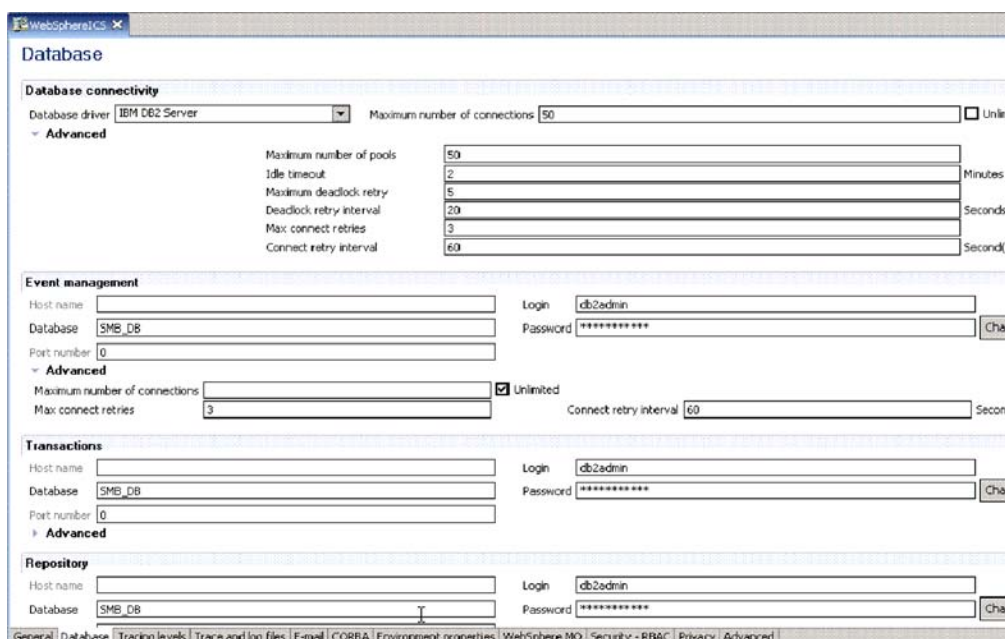 WebSphereICS
Database
Database connectivity
Database driver IBM DB2 Server Maximum number of connections 50
Advanced
Maximum number of pools 50
Idle timeout 2 Minutes
Maximum deadlock retry 5
Deadlock retry interval 20 Seconds
Max connect retries 3
Connect retry interval 60 Second(
Event management
Host name Login db2admin
Database SMB_DB Password *********** Cha
Port number 0
Advanced
Maximum number of connections Unlimited
Max connect retries 3 Connect retry interval 60 Secon
Transactions
Host name Login db2admin
Database SMB_DB Password *********** Cha
Port number 0
Advanced
Repository
Host name Login db2admin
Database SMB_DB Password *********** Cha
General Database Tracing levels Trace and log files E-mail CORBA Environment properties WebSphere MQ Security - RBAC Privacy Advanced